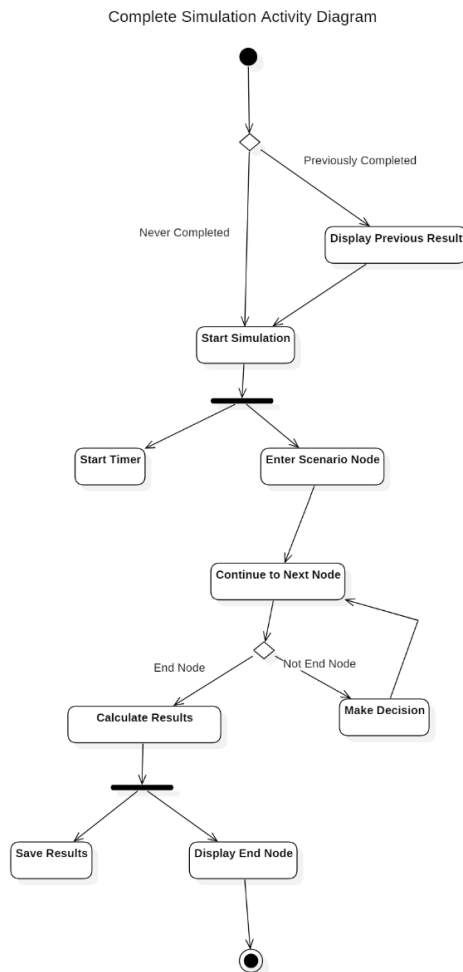 Complete Simulation Activity Diagram
Previously Completed
Never Completed
Display Previous Result
Start Simulation
Start Timer
Enter Scenario Node
Continue to Next Node
End Node
Not End Node
Calculate Results
Make Decision
Save Results
Display End Node